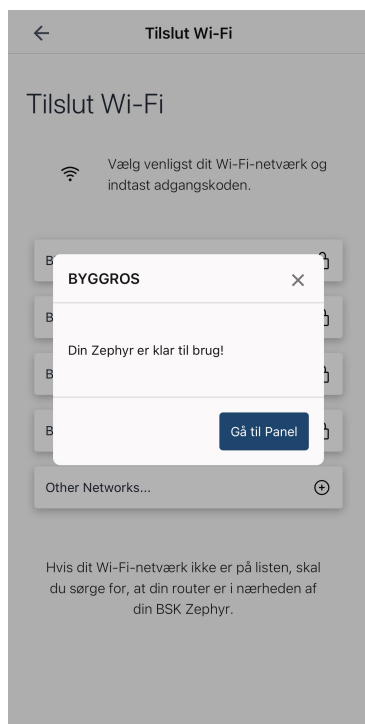 Tilslut Wi-Fi
Tilslut Wi-Fi
Vælg venligst dit Wi-Fi-netværk og
indtast adgangskoden.
B
BYGGROS
B
Din Zephyr er klar til brug!
B
B
Gå til Panel
Other Networks...
Hvis dit Wi-Fi-netværk ikke er på listen, skal
du sørge for, at din router er i nærheden af
din BSK Zephyr.